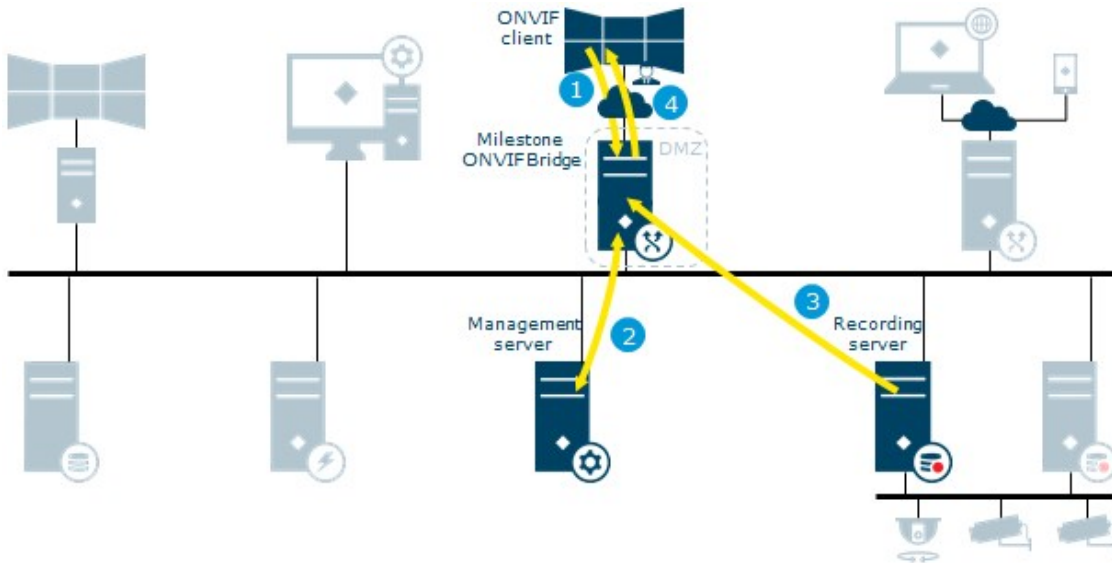 ONVIF
client
1
4
Milestone
ONVIFBridge
DMZ
Management
server
2
3
Recording
server